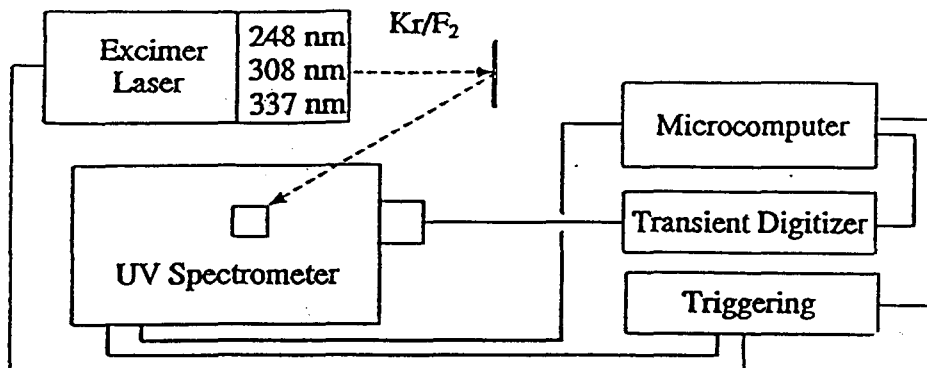 Excimer
Laser
248 nm
308 nm
337 nm
Kr/F₂
Microcomputer
Transient Digitizer
UV Spectrometer
Triggering